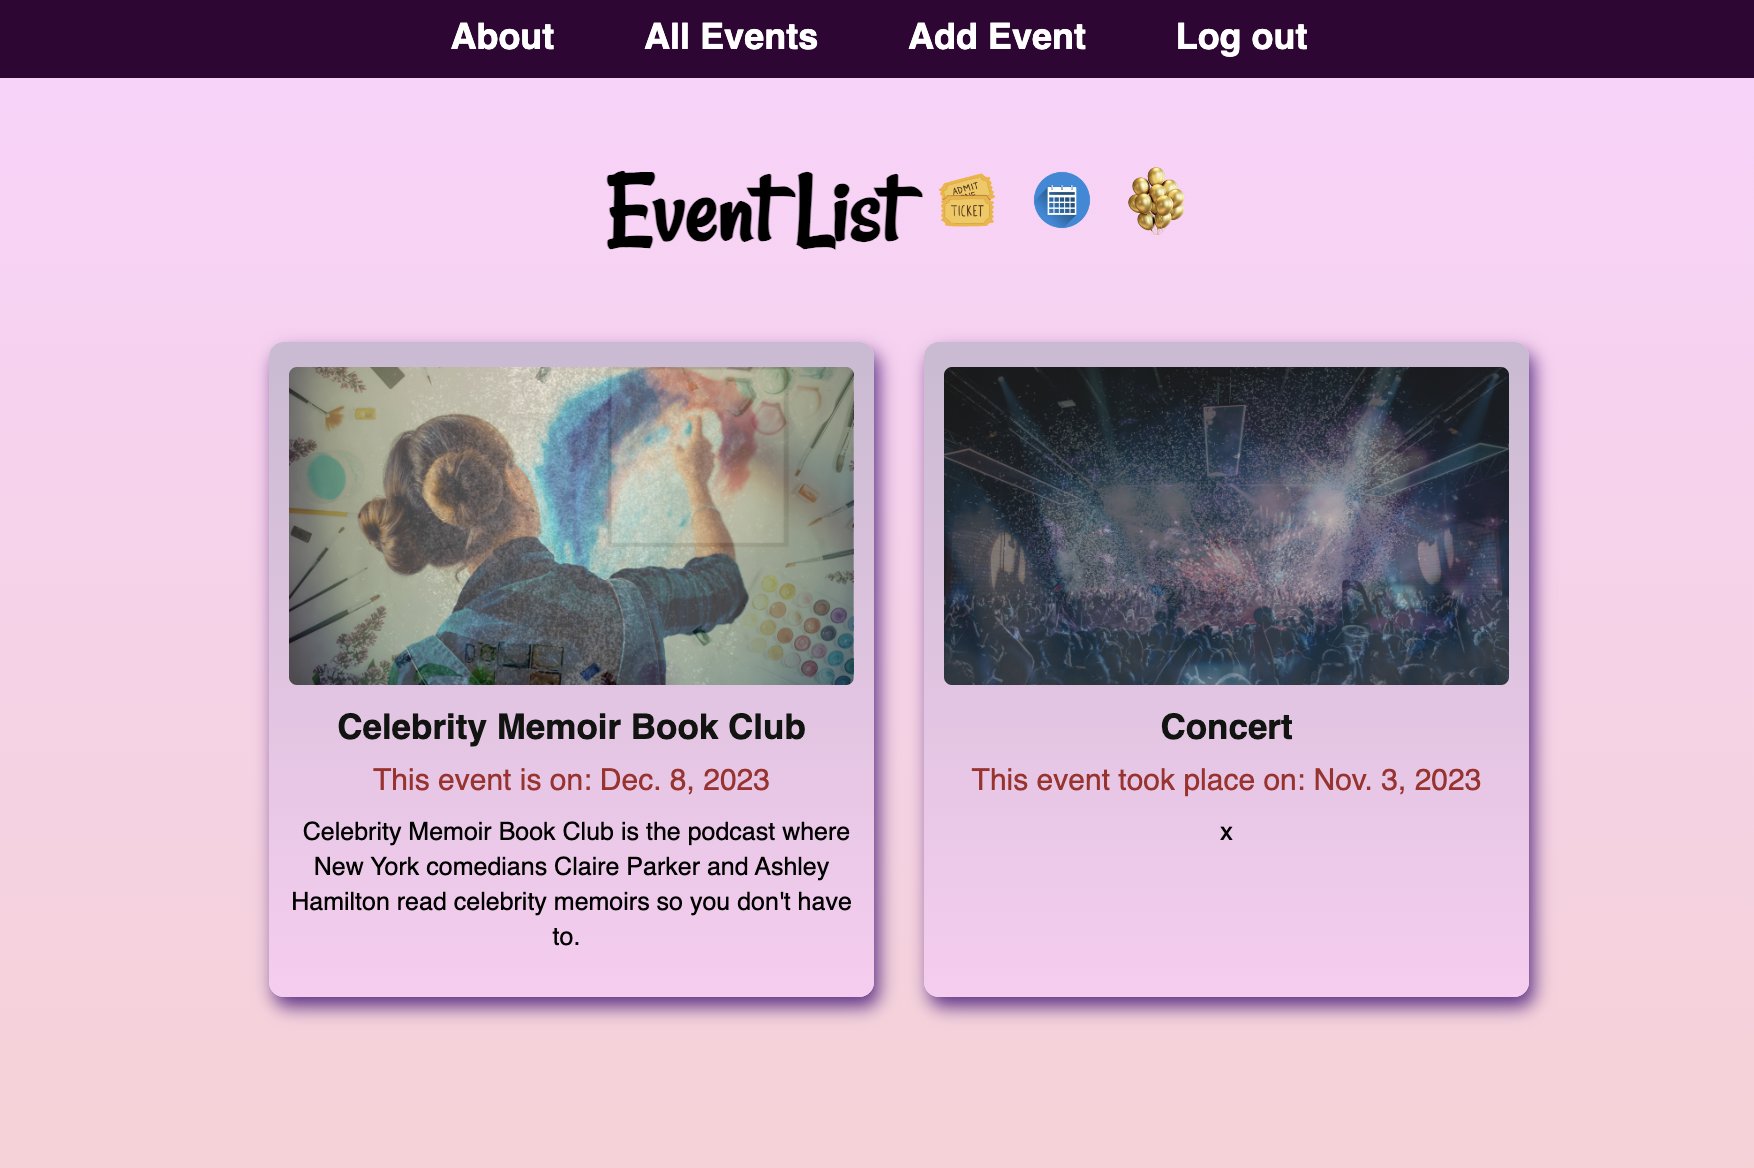 About All Events Add Event Log out
Event List
ADMIT
TICKET
Celebrity Memoir Book Club
This event is on: Dec. 8, 2023
Celebrity Memoir Book Club is the podcast where
New York comedians Claire Parker and Ashley
Hamilton read celebrity memoirs so you don't have
to.
Concert
This event took place on: Nov. 3, 2023
x